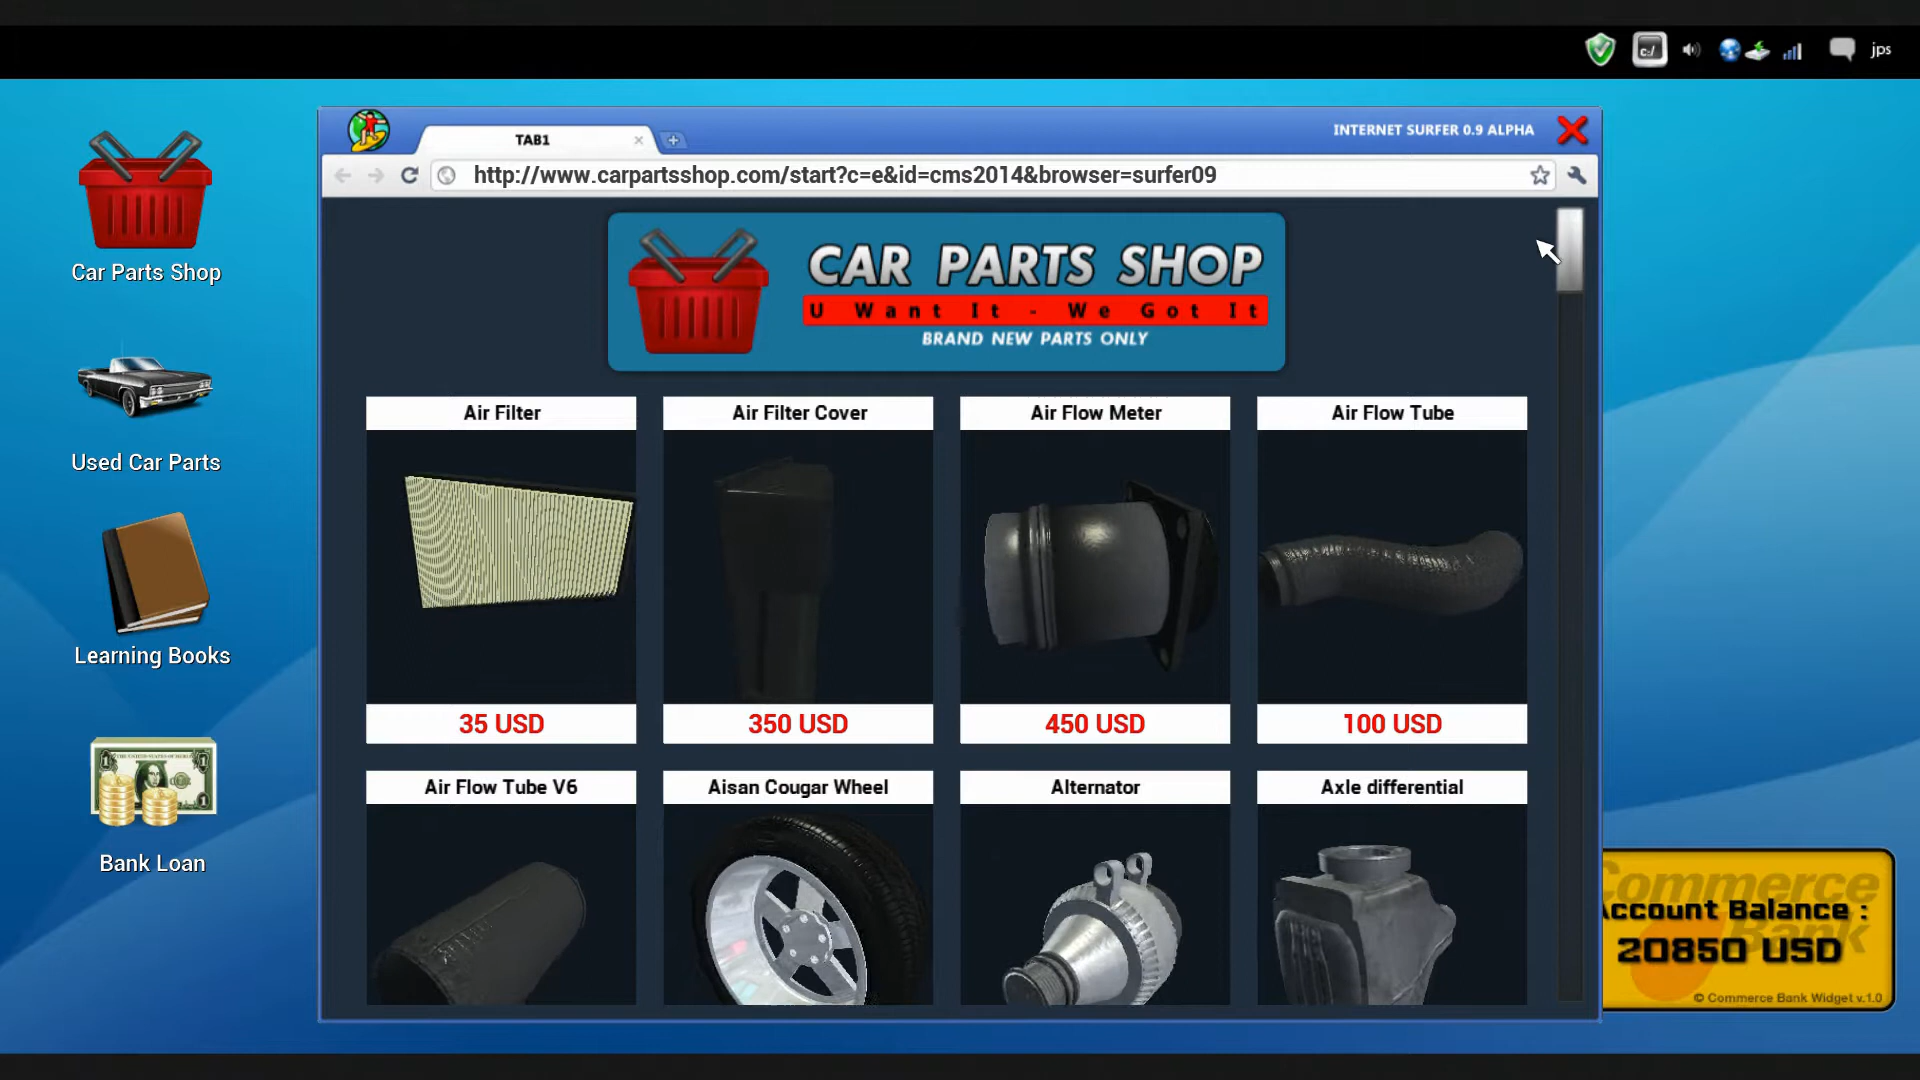 c:/
jps
TAB1
INTERNET SURFER 0.9 ALPHA
http://www.carpartsshop.com/start?c=e&id=cms2014&browser=surfer09
Car Parts Shop
Used Car Parts
Learning Books
Bank Loan
CAR PARTS SHOP
U Want It - We Got It
BRAND NEW PARTS ONLY
Air Filter
Air Filter Cover
Air Flow Meter
Air Flow Tube
35 USD
350 USD
450 USD
100 USD
Air Flow Tube V6
Aisan Cougar Wheel
Alternator
Axle differential
Commerce
Bank
Account Balance :
20850 USD
© Commerce Bank Widget v.1.0